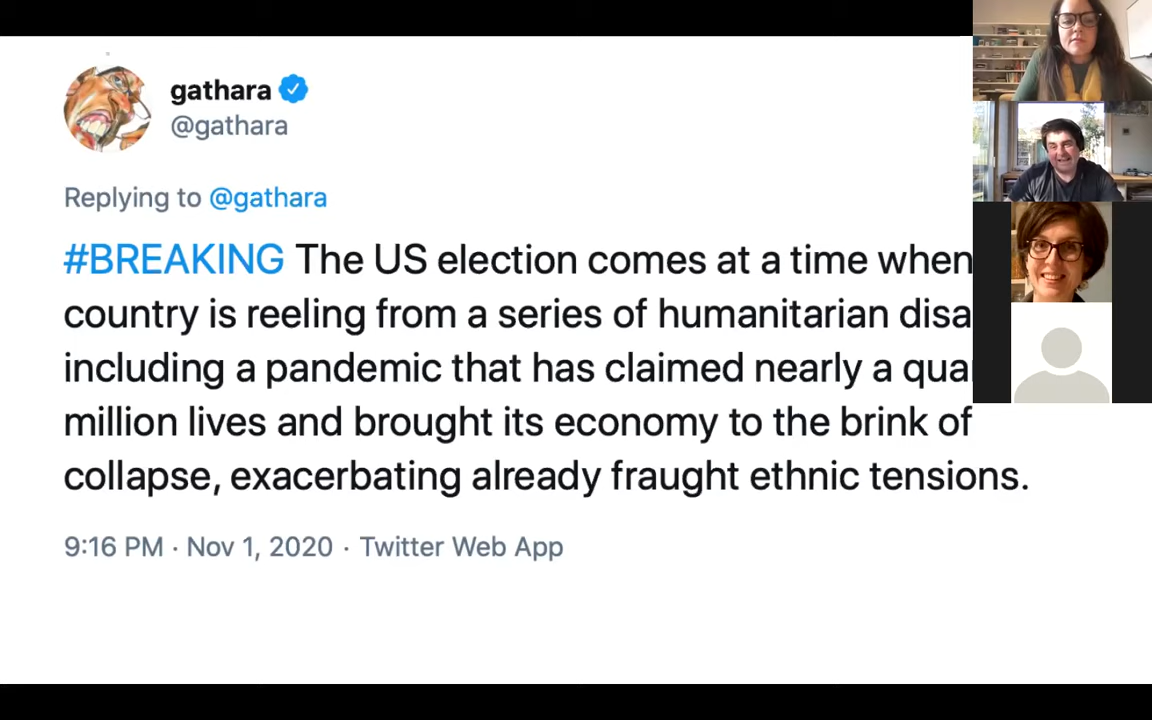 gathara
@gathara
Replying to @gathara
#BREAKING The US election comes at a time when
country is reeling from a series of humanitarian
including a pandemic that has claimed nearly a
million lives and brought its economy to the brink of
collapse, exacerbating already fraught ethnic tensions.
9:16 PM · Nov 1, 2020 · Twitter Web App